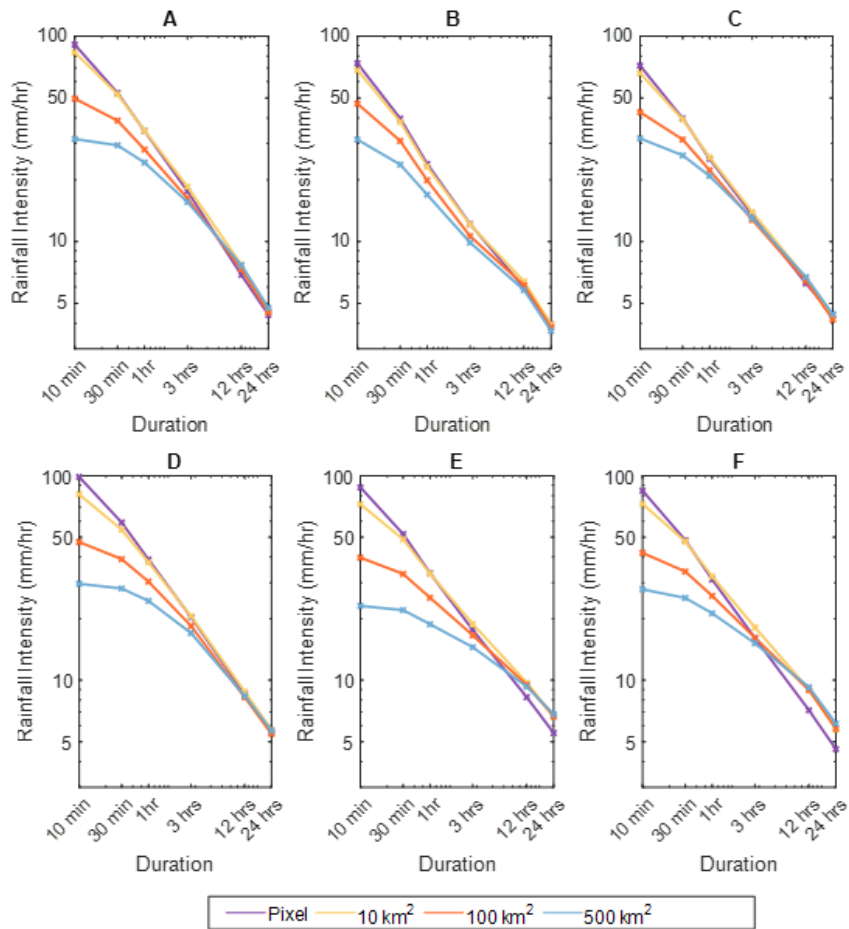 A
B
C
100
50
10
5
Rainfall Intensity (mm/hr)
10 min
30 min
1hr
3 hrs
12 hrs
24 hrs
Duration
100
50
10
5
Rainfall Intensity (mm/hr)
10 min
30 min
1hr
3 hrs
12 hrs
24 hrs
Duration
100
50
10
5
Rainfall Intensity (mm/hr)
10 min
30 min
1hr
3 hrs
12 hrs
24 hrs
Duration
D
E
F
100
50
10
5
Rainfall Intensity (mm/hr)
10 min
30 min
1hr
3 hrs
12 hrs
24 hrs
Duration
100
50
10
5
Rainfall Intensity (mm/hr)
10 min
30 min
1hr
3 hrs
12 hrs
24 hrs
Duration
100
50
10
5
Rainfall Intensity (mm/hr)
10 min
30 min
1hr
3 hrs
12 hrs
24 hrs
Duration
Pixel 10 km² 100 km² 500 km²